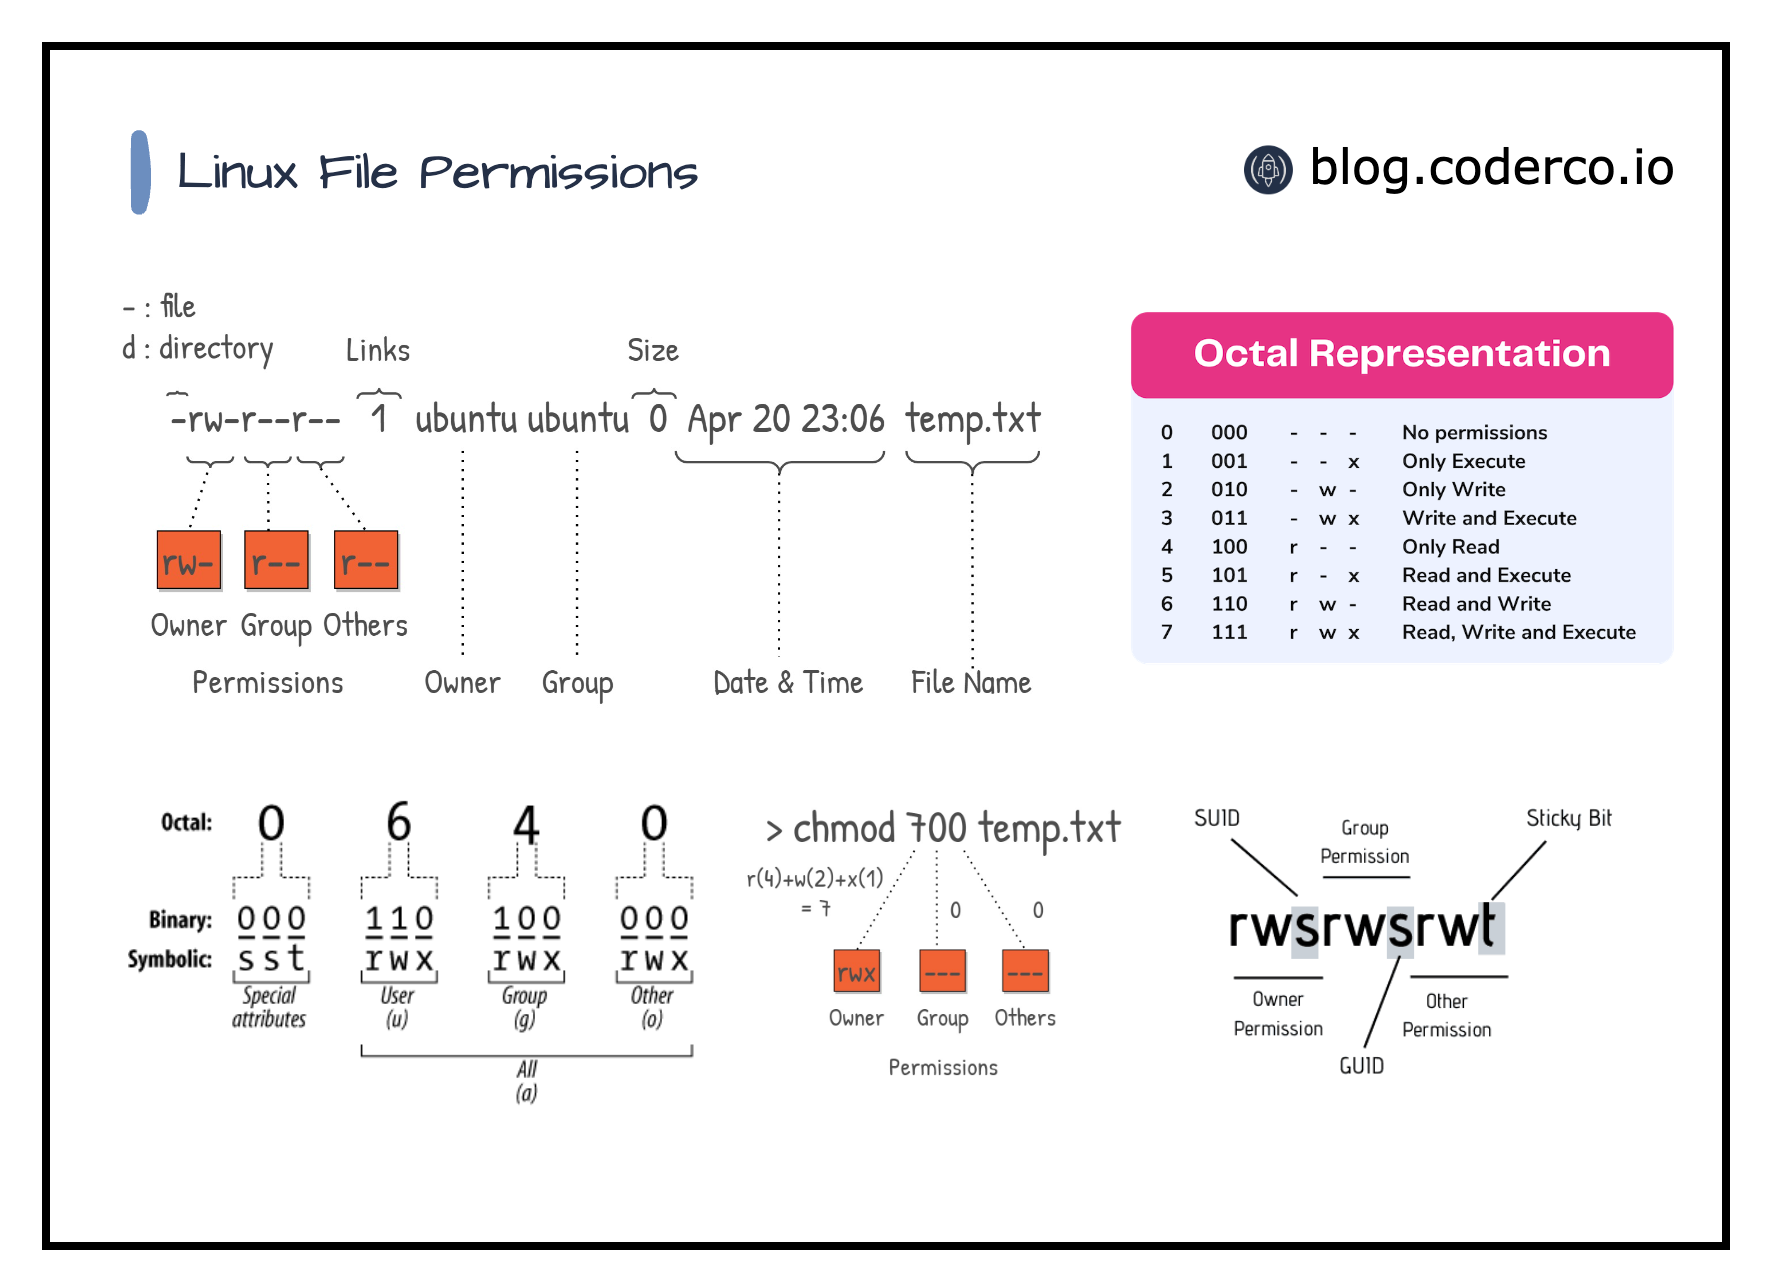 Linux File Permissions
blog.coderco.io
- : file
d : directory
Links
Size
-rw-r--r-- 1 ubuntu ubuntu 0 Apr 20 23:06 temp.txt
rw- r-- r--
Owner Group Others
Permissions Owner Group Date & Time File Name
Octal Representation
0 000 - - - No permissions
1 001 - - x Only Execute
2 010 - w - Only Write
3 011 - w x Write and Execute
4 100 r - - Only Read
5 101 r - x Read and Execute
6 110 r w - Read and Write
7 111 r w x Read, Write and Execute
Octal: 0 6 4 0
Binary: 000 110 100 000
Symbolic: sst rwx rwx rwx
Special attributes
User (u)
Group (g)
Other (o)
All
(a)
> chmod 700 temp.txt
r(4)+w(2)+x(1)
= 7 0 0
rwx --- ---
Owner Group Others
Permissions
SUID
Group
Permission
Sticky Bit
rwsrwsrwt
Owner
Permission
Other
Permission
GUID